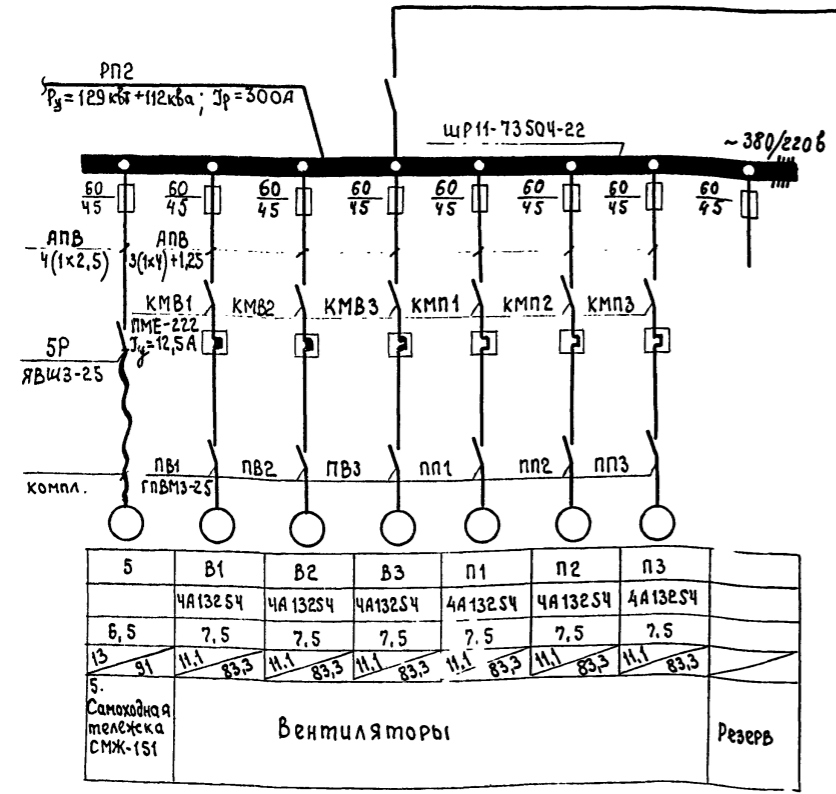 РП2
Ру=129квт+112ква; Jр=300А
ШР11-73504-22
~380/220в
60/45 60/45 60/45 60/45 60/45 60/45 60/45 60/45
АПВ АПВ
4(1х2,5) 3(1х4)+1,25
КМВ1 КМВ2 КМВ3 КМП1 КМП2 КМП3
ПМЕ-222
5Р Jу=12,5А
ЯВШ3-25
ПВ1 ПВ2 ПВ3 ПП1 ПП2 ПП3
компл. ГПВМ3-25
5 В1 В2 В3 П1 П2 П3
4А132S4 4А132S4 4А132S4 4А132S4 4А132S4 4А132S4
6,5 7,5 7,5 7,5 7,5 7,5 7,5
13/91 11,1/83,3 11,1/83,3 11,1/83,3 11,1/83,3 11,1/83,3 11,1/83,3
5.
Самоходная
тележка
СМЖ-151
Вентиляторы
Резерв